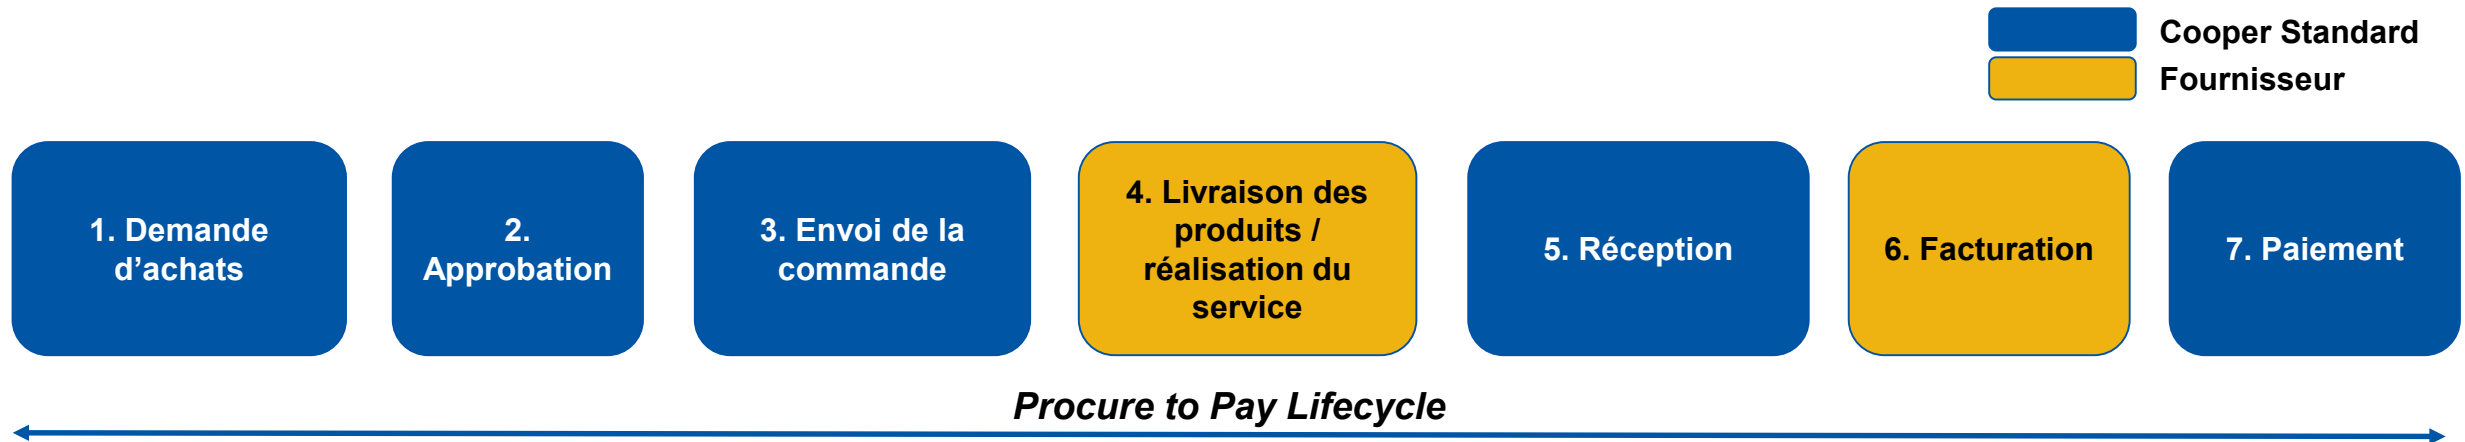 Cooper Standard
Fournisseur
1. Demande
d’achats
2.
Approbation
3. Envoi de la
commande
4. Livraison des
produits /
réalisation du
service
5. Réception
6. Facturation
7. Paiement
Procure to Pay Lifecycle